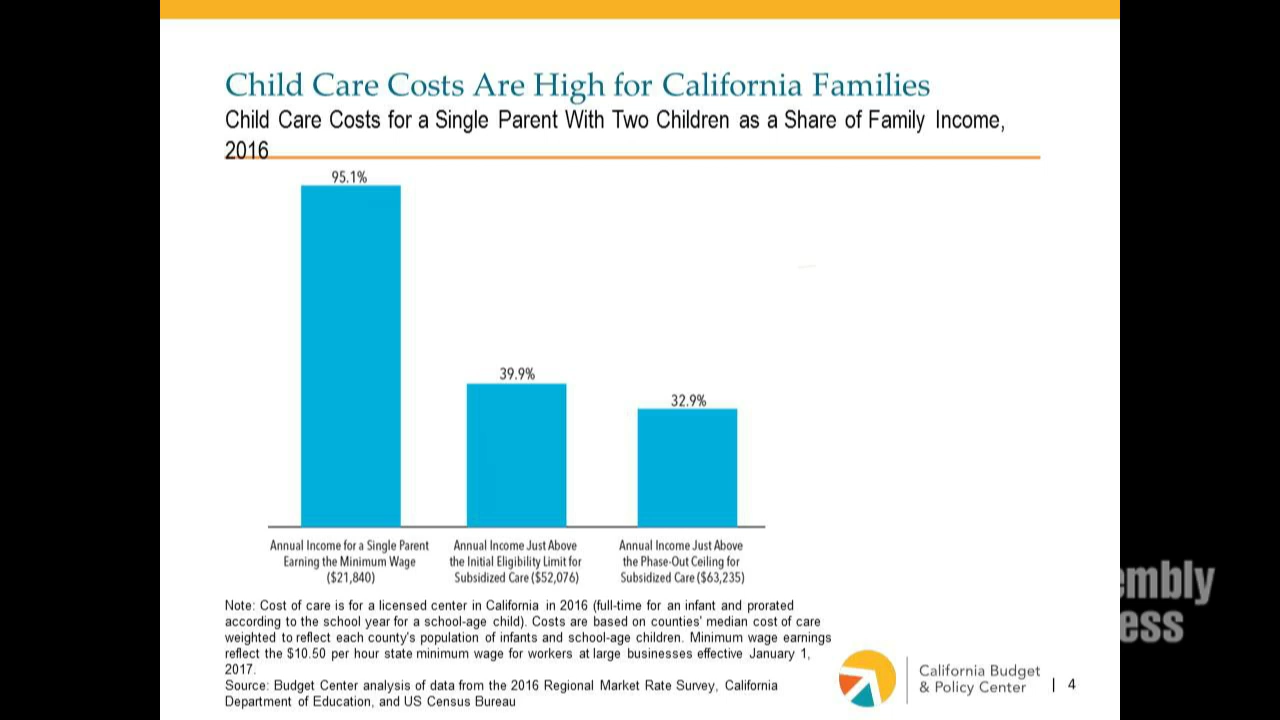 Child Care Costs Are High for California Families
Child Care Costs for a Single Parent With Two Children as a Share of Family Income,
2016
95.1%
39.9%
32.9%
Annual Income for a Single Parent
Earning the Minimum Wage
($21,840)
Annual Income Just Above
the Initial Eligibility Limit for
Subsidized Care ($52,076)
Annual Income Just Above
the Phase-Out Ceiling for
Subsidized Care ($63,235)
Note: Cost of care is for a licensed center in California in 2016 (full-time for an infant and prorated
according to the school year for a school-age child). Costs are based on counties' median cost of care
weighted to reflect each county's population of infants and school-age children. Minimum wage earnings
reflect the $10.50 per hour state minimum wage for workers at large businesses effective January 1,
2017.
Source: Budget Center analysis of data from the 2016 Regional Market Rate Survey, California
Department of Education, and US Census Bureau
California Budget
& Policy Center
| 4
embly
ess